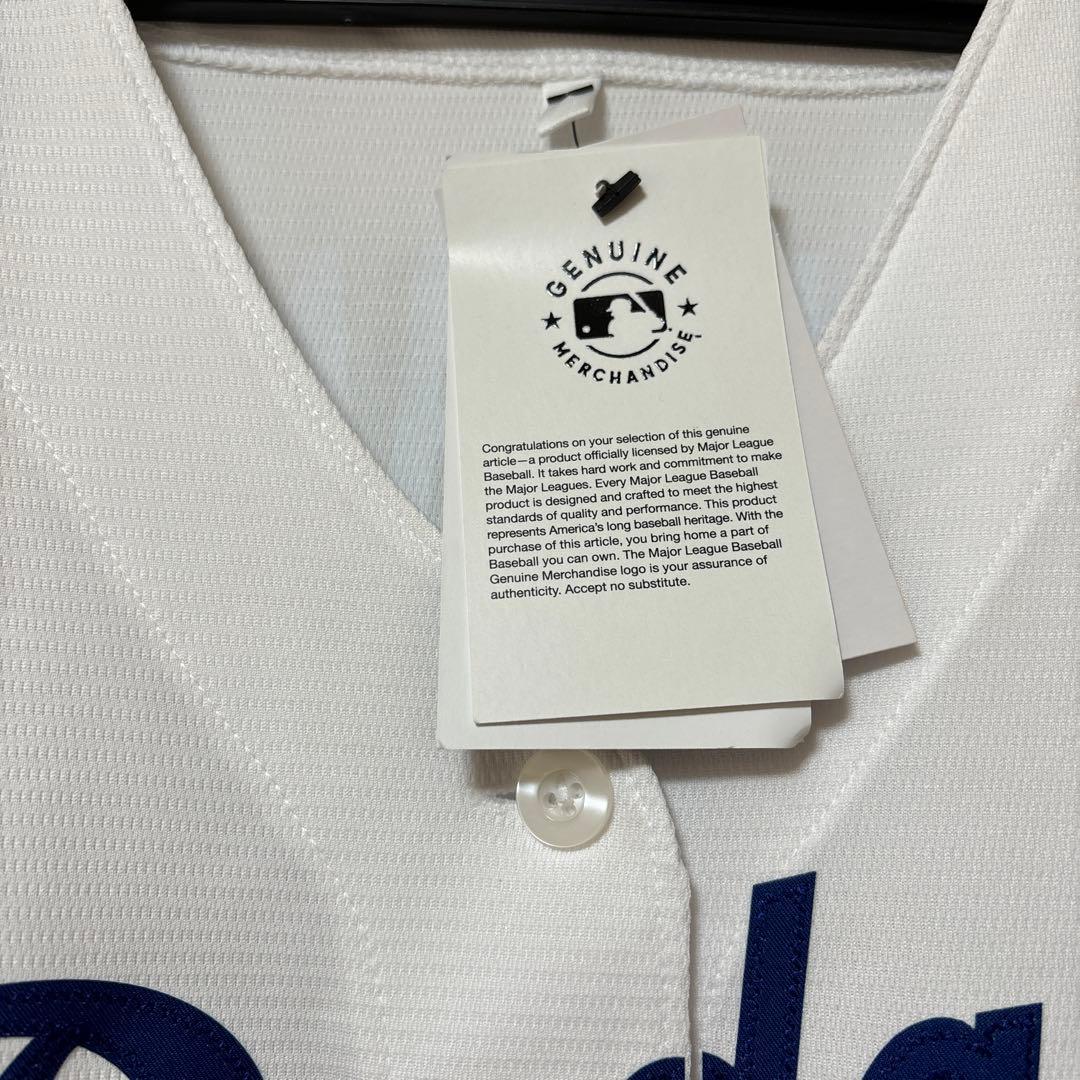 GENUINE
MERCHANDISE
Congratulations on your selection of this genuine
article—a product officially licensed by Major League
Baseball. It takes hard work and commitment to make
the Major Leagues. Every Major League Baseball
product is designed and crafted to meet the highest
standards of quality and performance. This product
represents America's long baseball heritage. With the
purchase of this article, you bring home a part of
Baseball you can own. The Major League Baseball
Genuine Merchandise logo is your assurance of
authenticity. Accept no substitute.